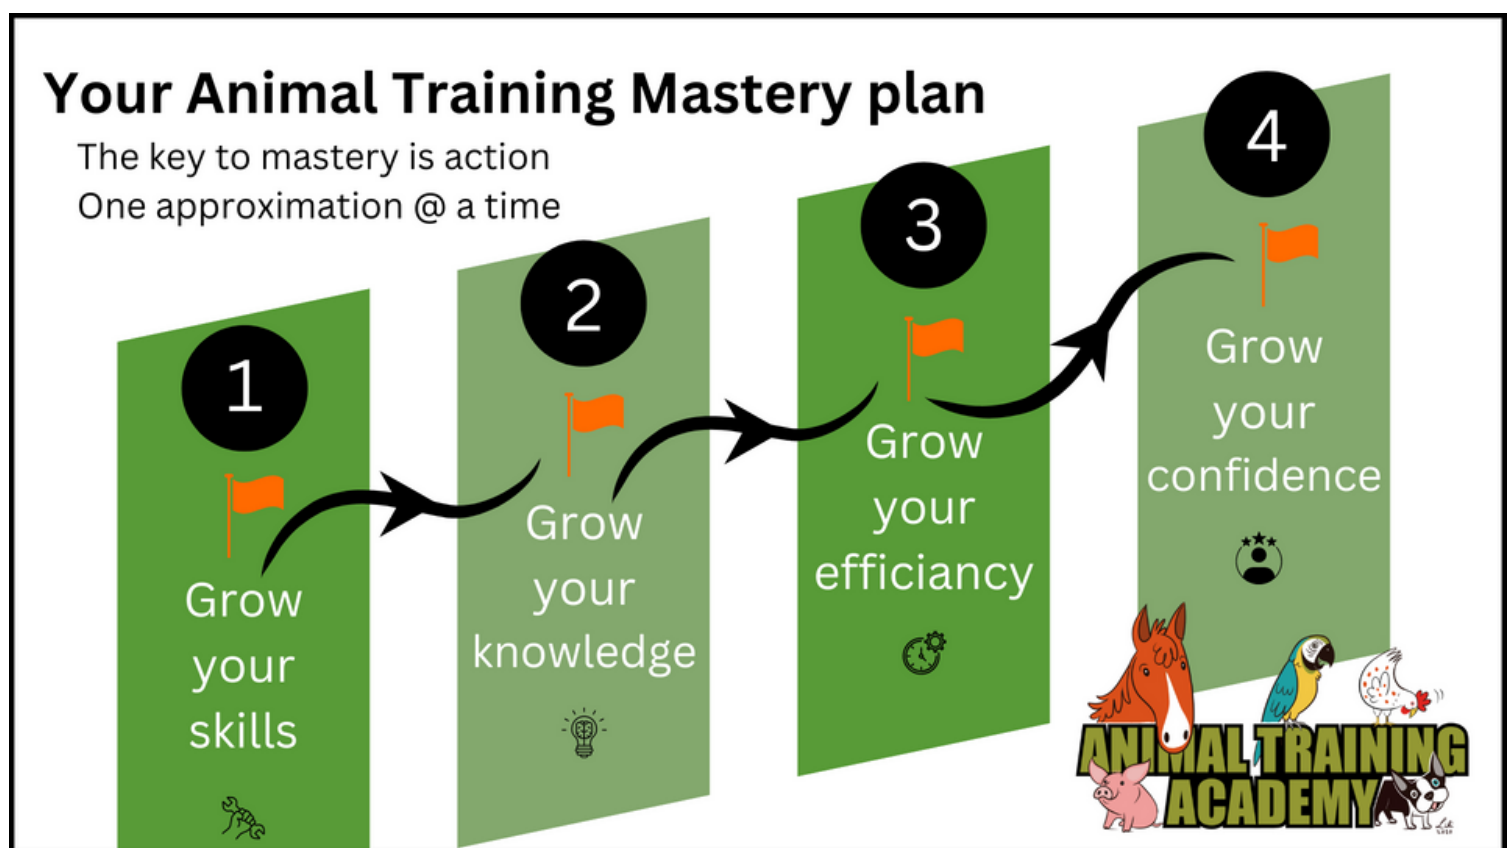 Your Animal Training Mastery plan
The key to mastery is action
One approximation @ a time
1
Grow
your
skills
2
Grow
your
knowledge
3
Grow
your
efficiancy
4
Grow
your
confidence
ANIMAL TRAINING
ACADEMY